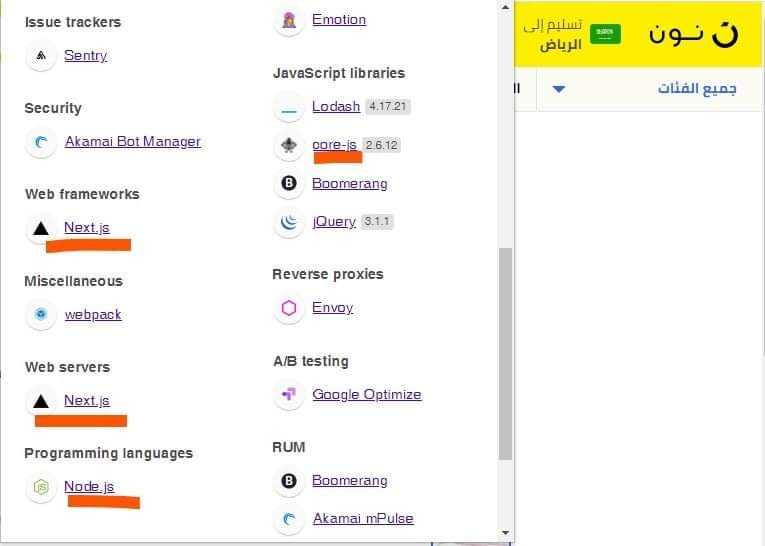 Issue trackers
Sentry
Security
Akamai Bot Manager
Web frameworks
Next.js
Miscellaneous
webpack
Web servers
Next.js
Programming languages
Node.js
Emotion
JavaScript libraries
Lodash 4.17.21
core-js 2.6.12
Boomerang
jQuery 3.1.1
Reverse proxies
Envoy
A/B testing
Google Optimize
RUM
Boomerang
Akamai mPulse
نون
تسليم إلى
الرياض
جميع الفئات